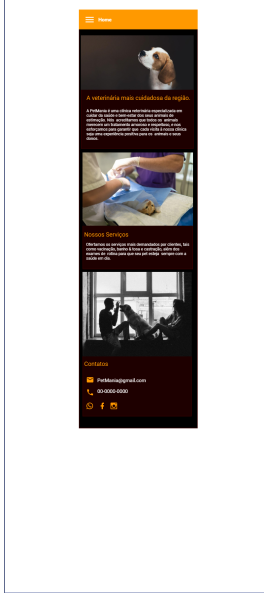 Home
A veterinária mais cuidadosa da região.
A PetMania é uma clínica veterinária especializada em
cuidar da saúde e bem-estar dos seus animais de
estimação. Nós acreditamos que todos os animais
merecem um tratamento amoroso e respeitoso, e nos
esforçamos para garantir que cada visita à nossa clínica
seja uma experiência positiva para os animais e seus
donos.
Nossos Serviços
Ofertamos os serviços mais demandados por clientes, tais
como vacinação, banho & tosa e castração, além dos
exames de rotina para que seu pet esteja sempre com a
saúde em dia.
Contatos
PetMania@gmail.com
00-0000-0000